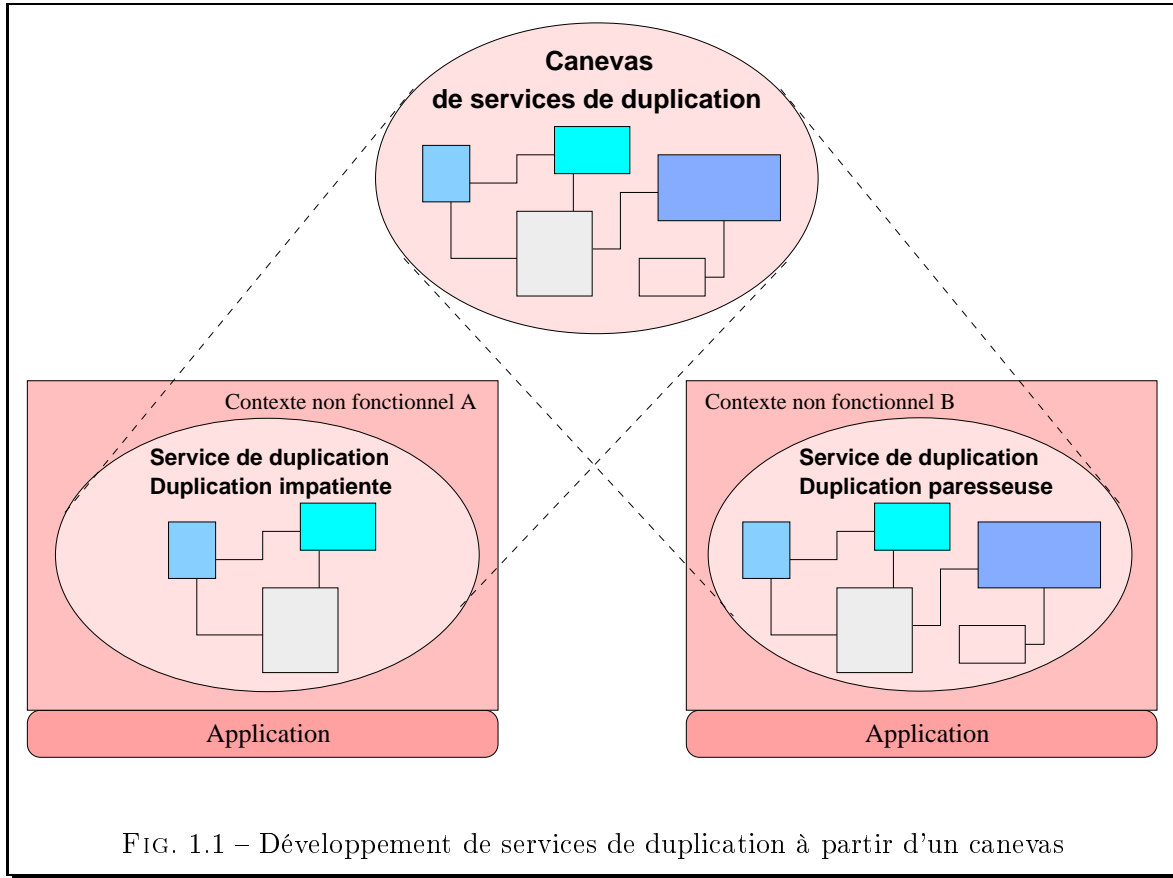 Canevas
de services de duplication
Contexte non fonctionnel A
Service de duplication
Duplication impatiente
Application
Contexte non fonctionnel B
Service de duplication
Duplication paresseuse
Application
FIG. 1.1 – Développement de services de duplication à partir d'un canevas